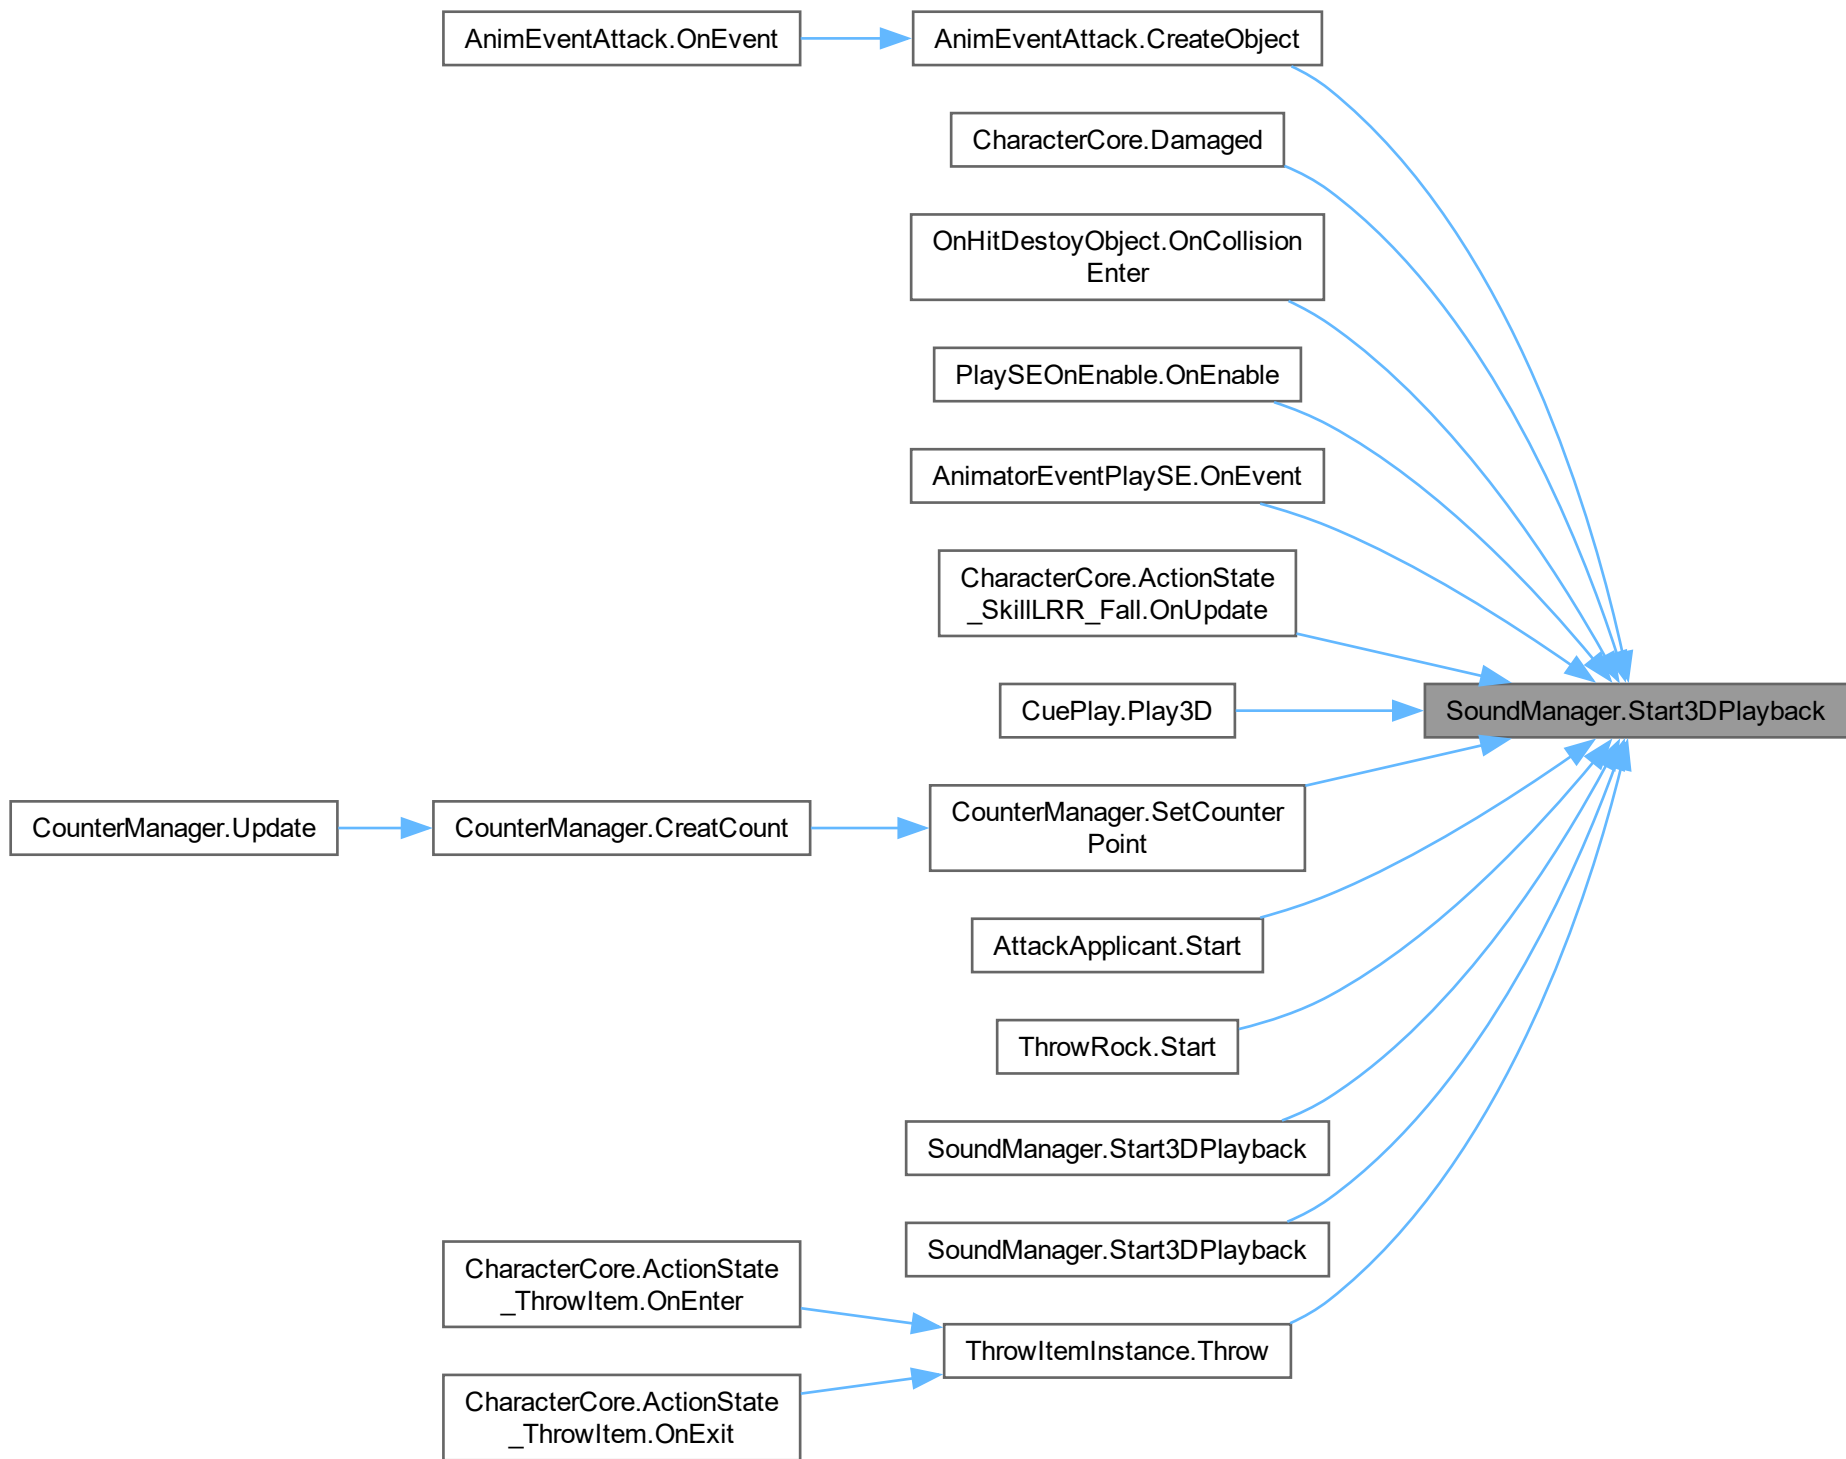 AnimEventAttack.OnEvent
AnimEventAttack.CreateObject
CharacterCore.Damaged
OnHitDestoyObject.OnCollision
Enter
PlaySEOnEnable.OnEnable
AnimatorEventPlaySE.OnEvent
CharacterCore.ActionState
_SkillLRR_Fall.OnUpdate
CuePlay.Play3D
SoundManager.Start3DPlayback
CounterManager.Update
CounterManager.CreatCount
CounterManager.SetCounter
Point
AttackApplicant.Start
ThrowRock.Start
SoundManager.Start3DPlayback
SoundManager.Start3DPlayback
CharacterCore.ActionState
_ThrowItem.OnEnter
ThrowItemInstance.Throw
CharacterCore.ActionState
_ThrowItem.OnExit